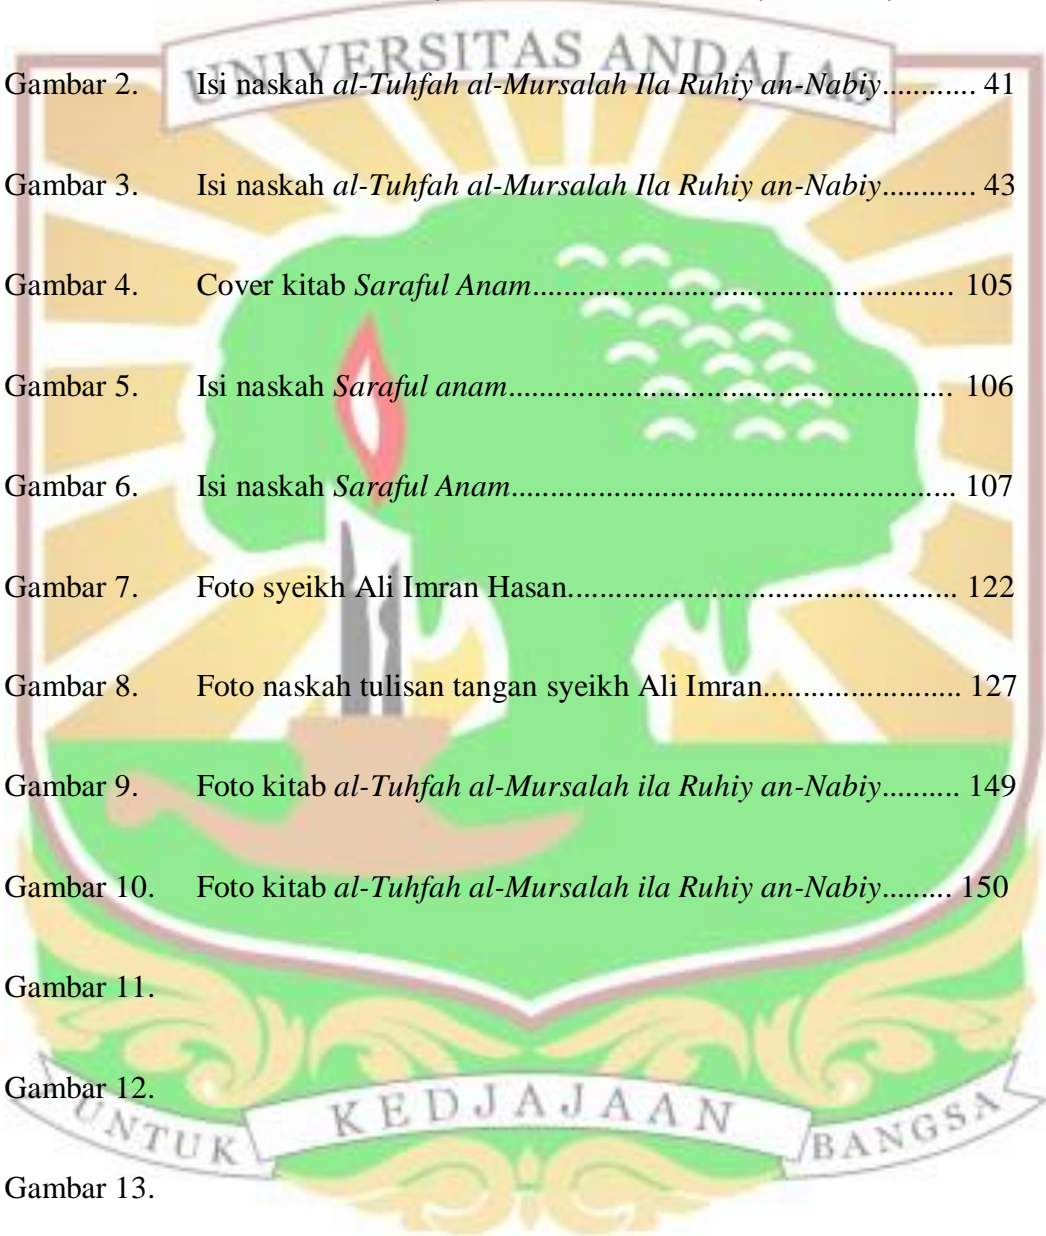 UNIVERSITAS ANDALAS
Gambar 2. Isi naskah al-Tuhfah al-Mursalah Ila Ruhiy an-Nabiy............ 41
Gambar 3. Isi naskah al-Tuhfah al-Mursalah Ila Ruhiy an-Nabiy............ 43
Gambar 4. Cover kitab Saraful Anam...................................................... 105
Gambar 5. Isi naskah Saraful anam......................................................... 106
Gambar 6. Isi naskah Saraful Anam......................................................... 107
Gambar 7. Foto syeikh Ali Imran Hasan.................................................. 122
Gambar 8. Foto naskah tulisan tangan syeikh Ali Imran......................... 127
Gambar 9. Foto kitab al-Tuhfah al-Mursalah ila Ruhiy an-Nabiy.......... 149
Gambar 10. Foto kitab al-Tuhfah al-Mursalah ila Ruhiy an-Nabiy......... 150
Gambar 11.
Gambar 12.
UNTUK KEDJAJAAN BANGSA
Gambar 13.